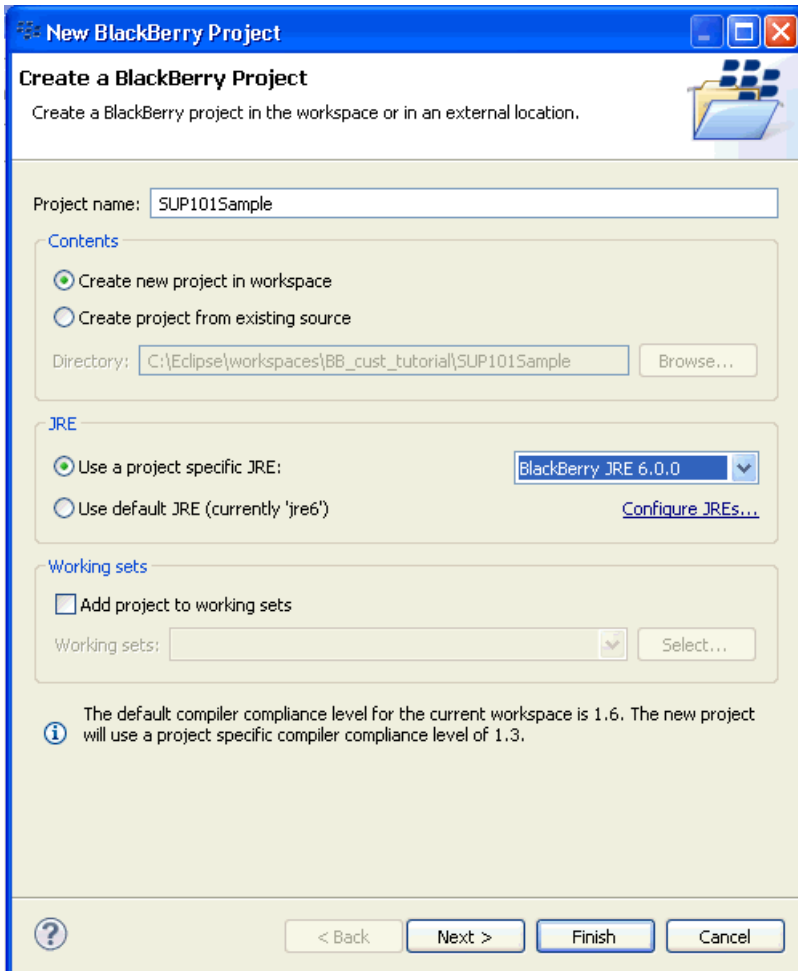 New BlackBerry Project
Create a BlackBerry Project
Create a BlackBerry project in the workspace or in an external location.
Project name: SUP101Sample
Contents
Create new project in workspace
Create project from existing source
Directory: C:\Eclipse\workspaces\BB_cust_tutorial\SUP101Sample Browse...
JRE
Use a project specific JRE: BlackBerry JRE 6.0.0
Use default JRE (currently 'jre6') Configure JREs...
Working sets
Add project to working sets
Working sets: Select...
The default compiler compliance level for the current workspace is 1.6. The new project
will use a project specific compiler compliance level of 1.3.
< Back Next > Finish Cancel